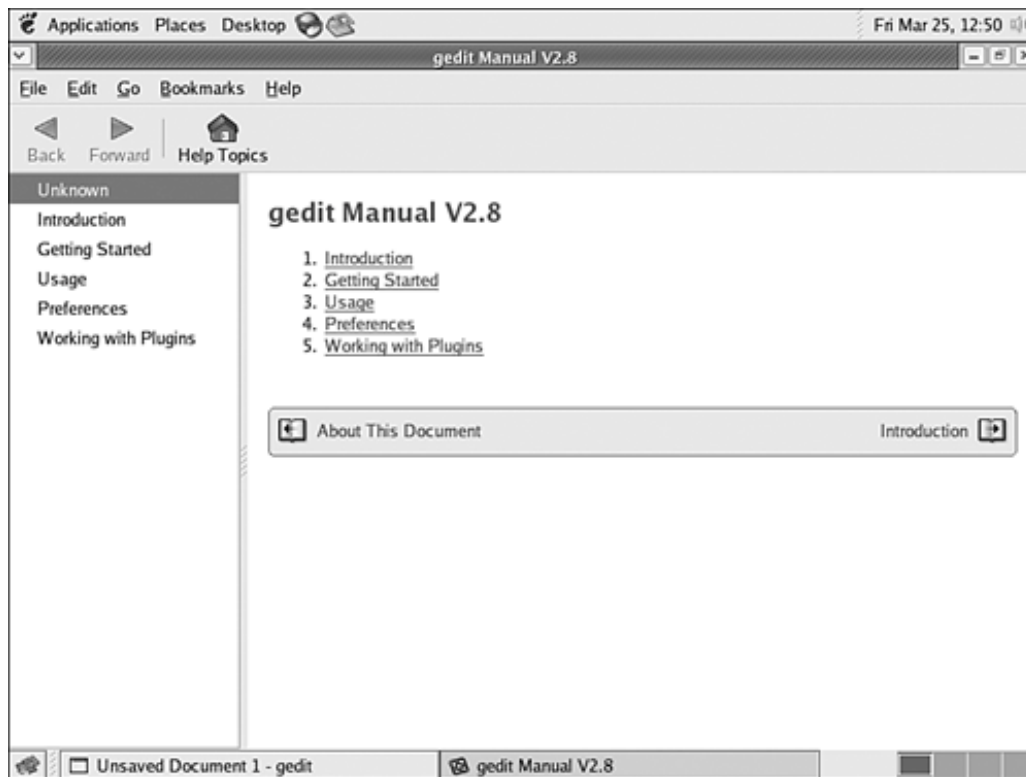 Applications Places Desktop Fri Mar 25, 12:50
gedit Manual V2.8
File Edit Go Bookmarks Help
Back Forward Help Topics
Unknown
Introduction
Getting Started
Usage
Preferences
Working with Plugins
gedit Manual V2.8
1. Introduction
2. Getting Started
3. Usage
4. Preferences
5. Working with Plugins
About This Document Introduction
Unsaved Document 1 - gedit gedit Manual V2.8